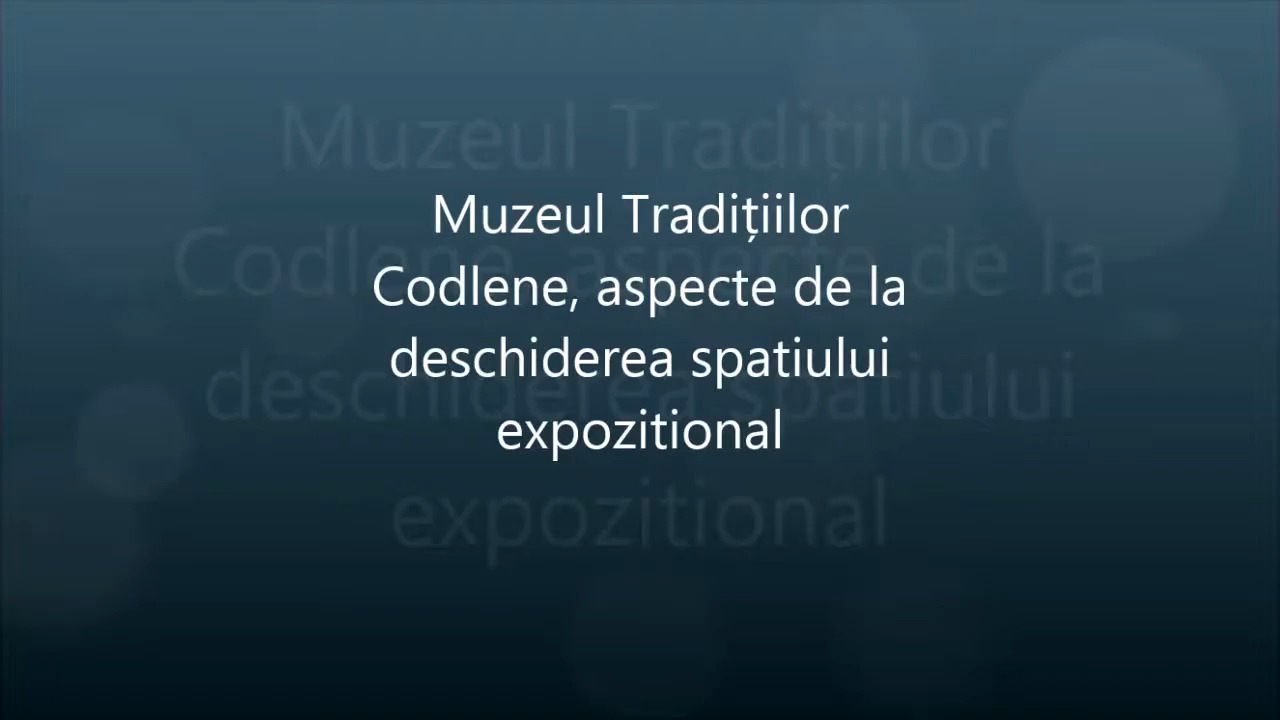 Muzeul Tradițiilor
Codlene, aspecte de la
deschiderea spatiului
expozitional